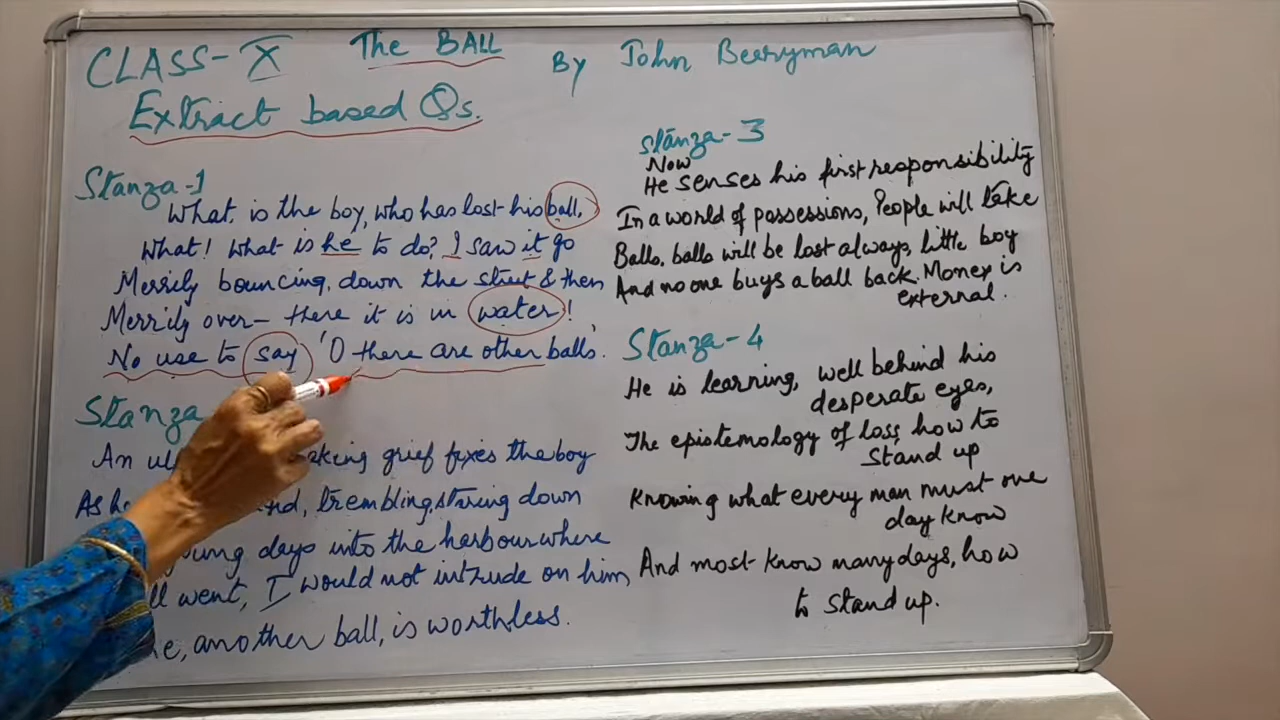 CLASS-X The BALL By John Beeryman
Extract based Qs.
Stanza-1
What is the boy, who has lost his ball,
What! What is he to do? I saw it go
Merrily bouncing, down the street & then
Merrily over- there it is in water!
No use to say 'O there are other balls'.
Stanza
An aking grief fixes the boy
As he nd, trembling, staring down
oung days into the harbour where
ll went, I would not intrude on him,
e, another ball, is worthless.
Stanza-3
Now
He senses his first responsibility
In a world of possessions, People will take
Balls, balls will be lost always, little boy
And no one buys a ball back. Money is
external.
Stanza-4
He is learning, well behind his
desperate eyes,
The epistemology of loss how to
Stand up
Knowing what every man must one
day know
And most know many days, how
to stand up.